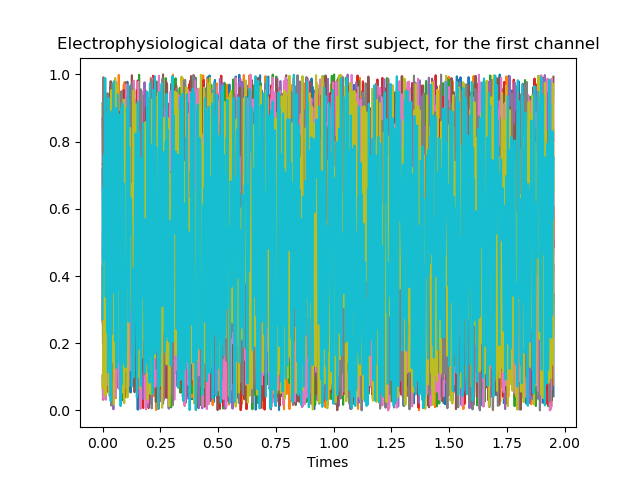 Electrophysiological data of the first subject, for the first channel
1.0
0.8
0.6
0.4
0.2
0.0
0.00 0.25 0.50 0.75 1.00 1.25 1.50 1.75 2.00
Times